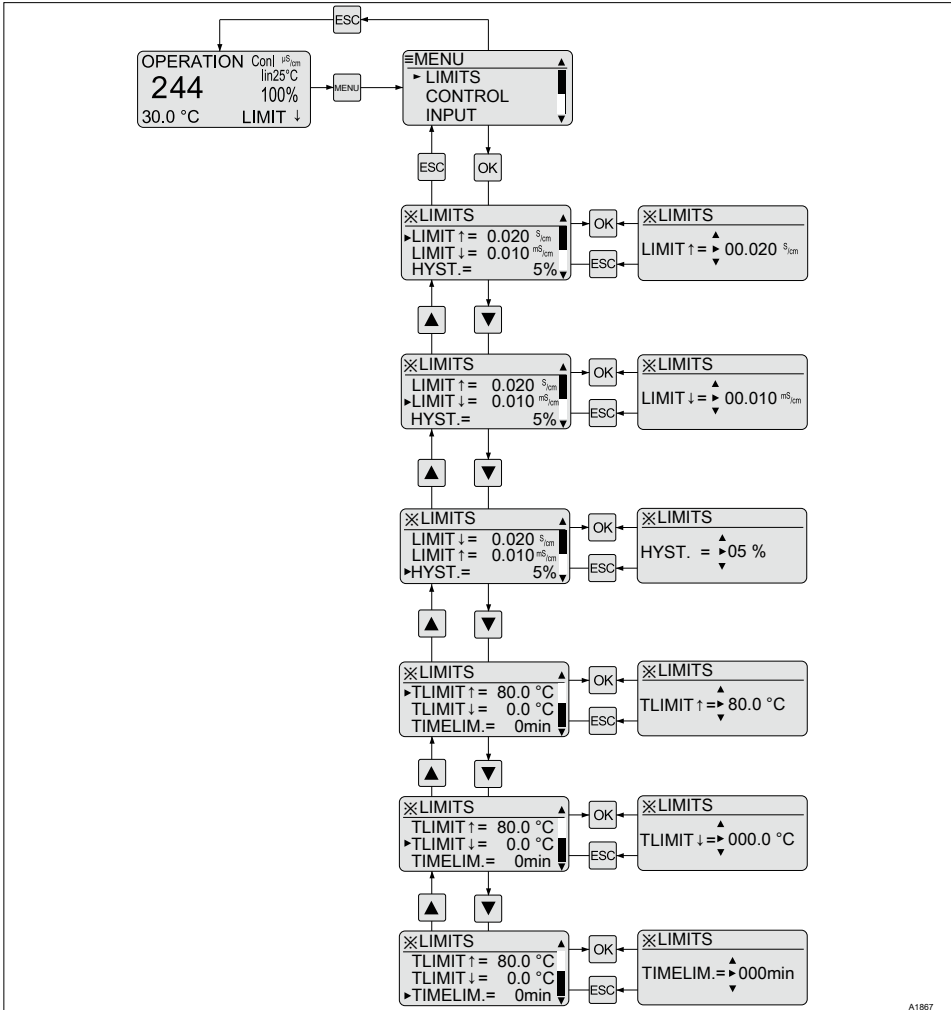 ESC
OPERATION Conl µS/cm
lin25°C
244
100%
30.0 °C LIMIT ↓
MENU
≡MENU ▲
► LIMITS
CONTROL
INPUT ▼
ESC OK
※LIMITS ▲
►LIMIT↑= 0.020 S/cm
LIMIT↓= 0.010 mS/cm
HYST.= 5% ▼
OK
ESC
※LIMITS
▲
LIMIT↑= ► 00.020 S/cm
▼
▲ ▼
※LIMITS ▲
LIMIT↑= 0.020 S/cm
►LIMIT↓= 0.010 mS/cm
HYST.= 5% ▼
OK
ESC
※LIMITS
▲
LIMIT↓= ► 00.010 mS/cm
▼
▲ ▼
※LIMITS ▲
LIMIT↓= 0.020 S/cm
LIMIT↑= 0.010 mS/cm
►HYST.= 5% ▼
OK
ESC
※LIMITS
▲
HYST. = ►05 %
▼
▲ ▼
※LIMITS ▲
►TLIMIT↑= 80.0 °C
TLIMIT↓= 0.0 °C
TIMELIM.= 0min ▼
OK
ESC
※LIMITS
▲
TLIMIT↑=► 80.0 °C
▼
▲ ▼
※LIMITS ▲
TLIMIT↑= 80.0 °C
►TLIMIT↓= 0.0 °C
TIMELIM.= 0min ▼
OK
ESC
※LIMITS
▲
TLIMIT↓=► 000.0 °C
▼
▲ ▼
※LIMITS ▲
TLIMIT↑= 80.0 °C
TLIMIT↓= 0.0 °C
►TIMELIM.= 0min ▼
OK
ESC
※LIMITS
▲
TIMELIM.= ► 000min
▼
A1867